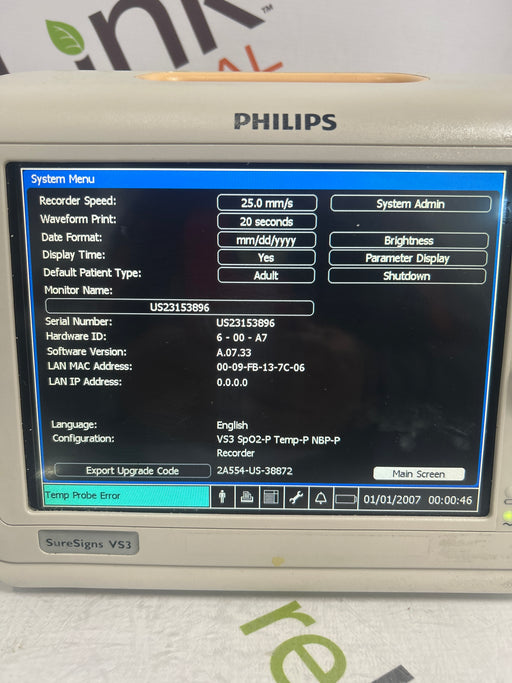 ink
AL
PHILIPS
System Menu
Recorder Speed: 25.0 mm/s System Admin
Waveform Print: 20 seconds
Date Format: mm/dd/yyyy Brightness
Display Time: Yes Parameter Display
Default Patient Type: Adult Shutdown
Monitor Name:
US23153896
Serial Number: US23153896
Hardware ID: 6 - 00 - A7
Software Version: A.07.33
LAN MAC Address: 00-09-FB-13-7C-06
LAN IP Address: 0.0.0.0
Language: English
Configuration: VS3 SpO2-P Temp-P NBP-P
Recorder
Export Upgrade Code 2A554-US-38872 Main Screen
Temp Probe Error 01/01/2007 00:00:46
SureSigns VS3
re